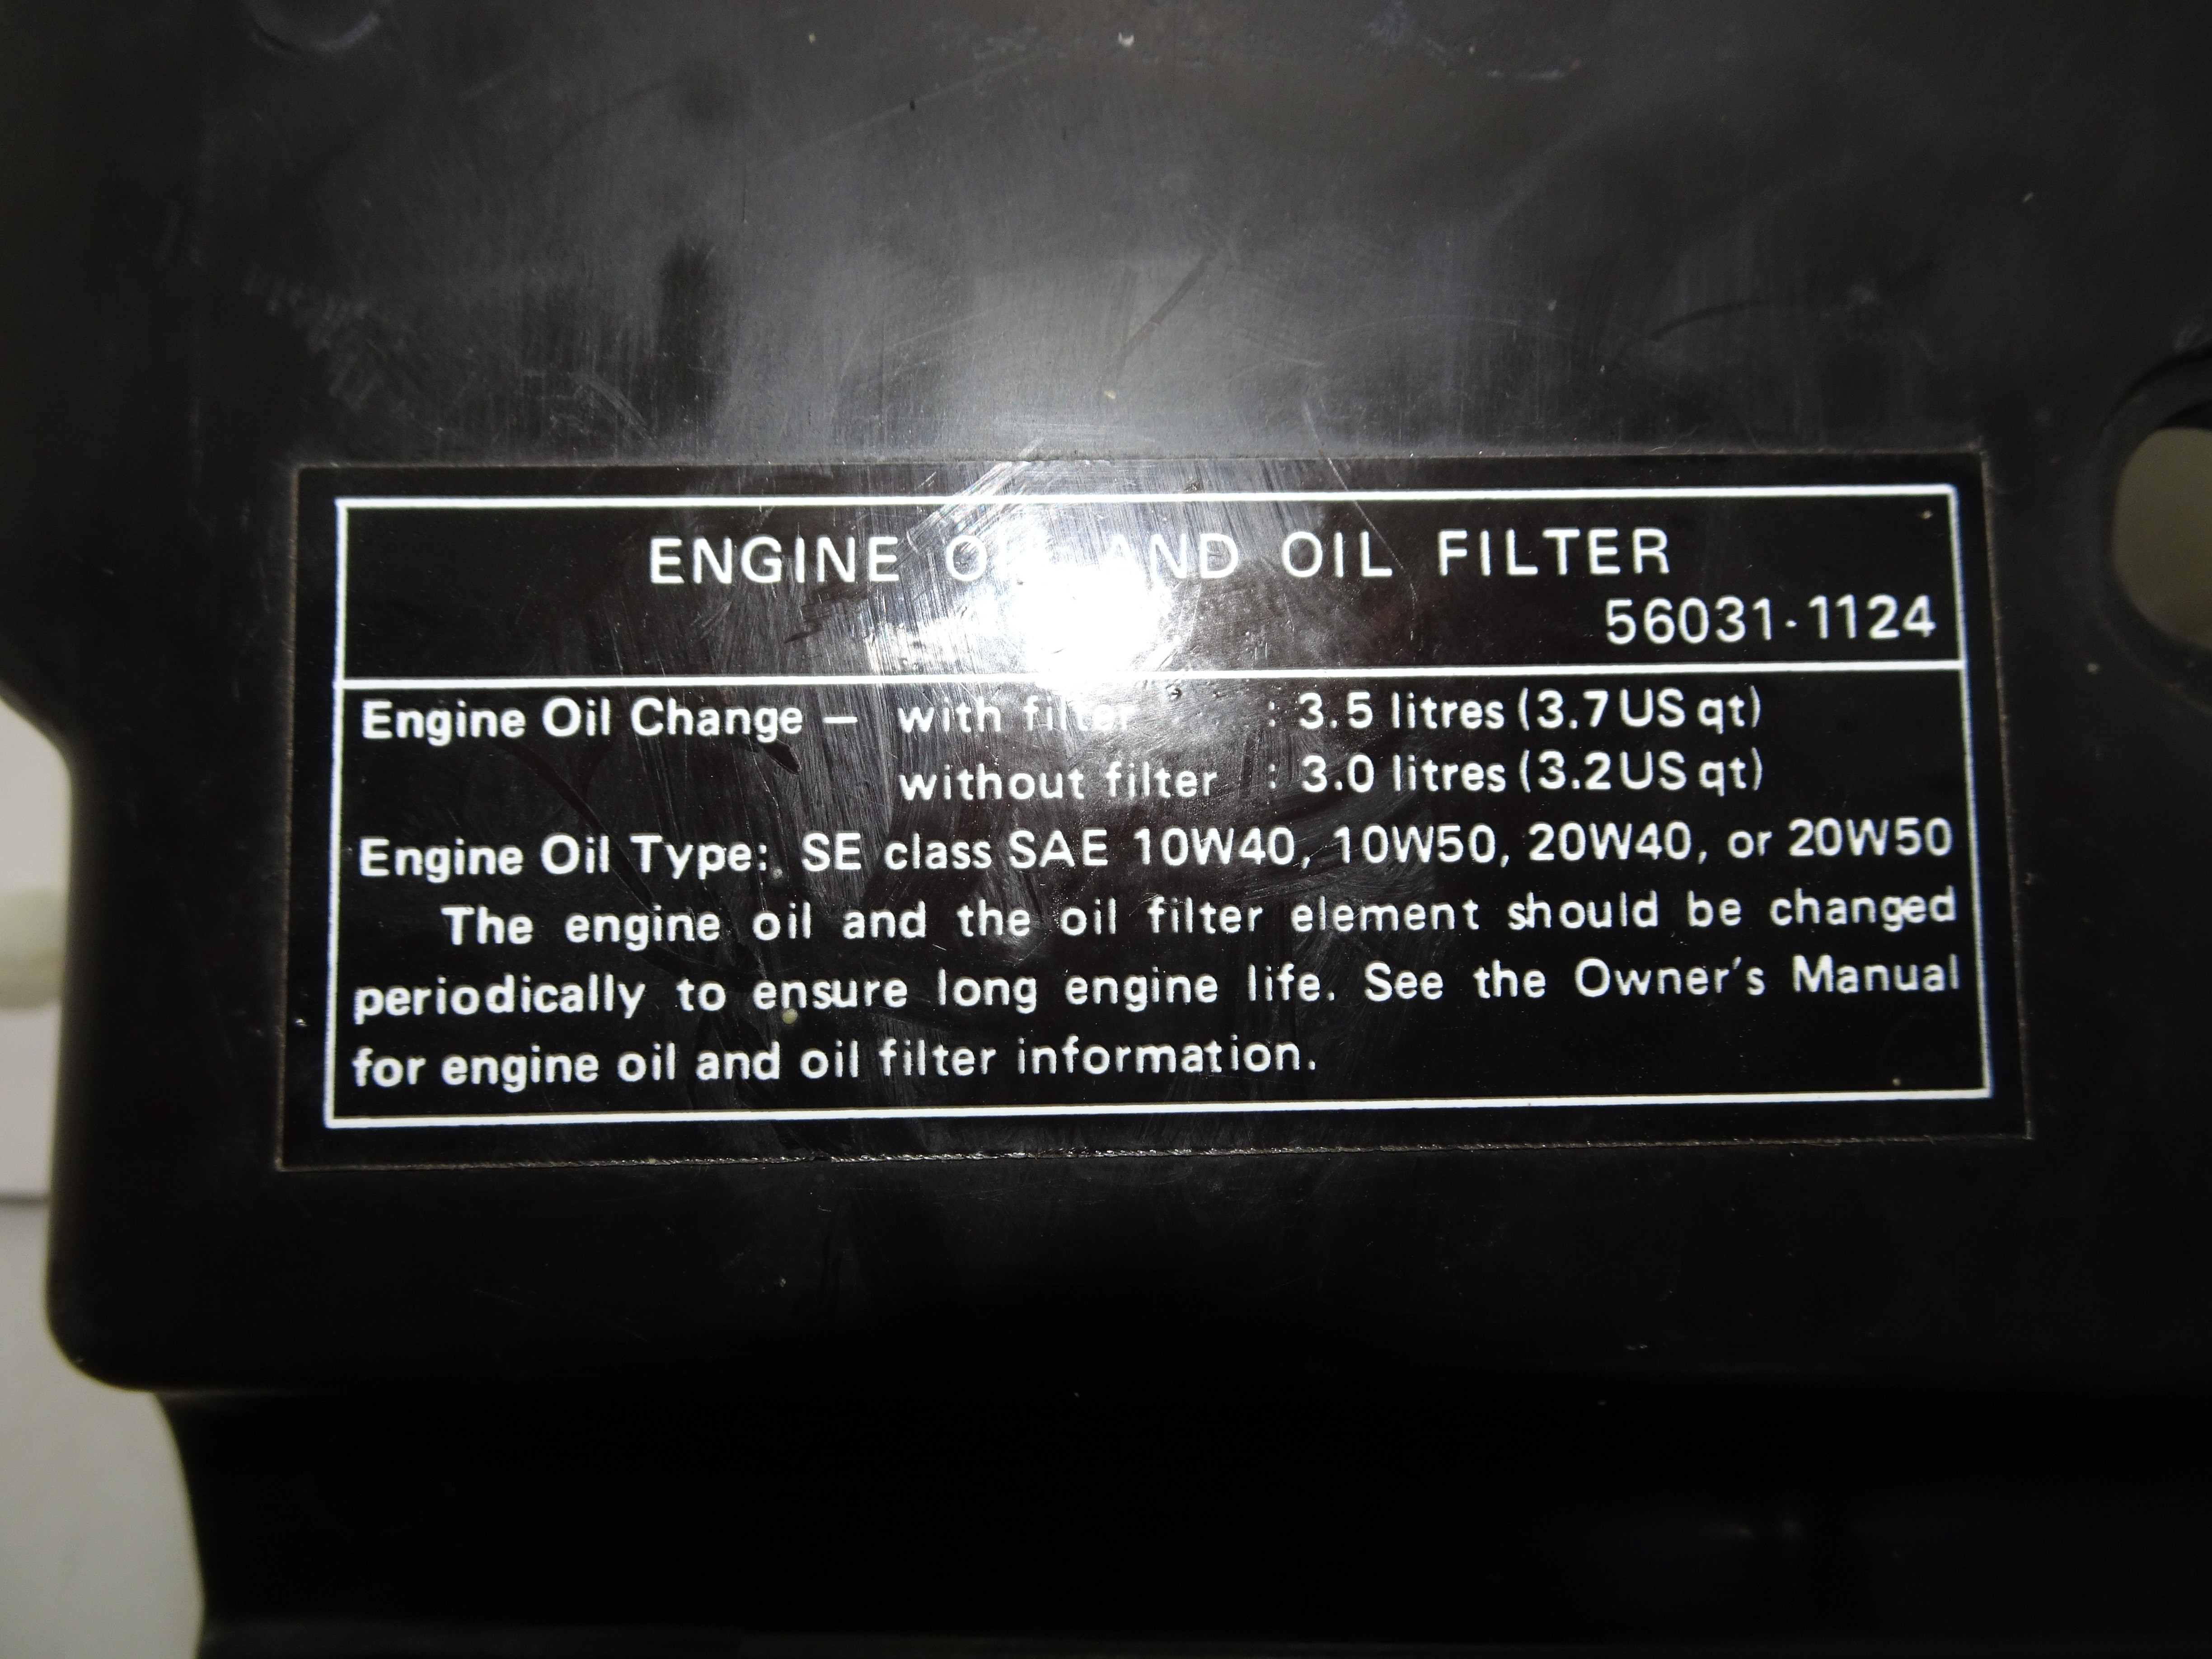 ENGINE OIL AND OIL FILTER
56031-1124
Engine Oil Change – with filter : 3.5 litres (3.7 US qt)
without filter : 3.0 litres (3.2 US qt)
Engine Oil Type: SE class SAE 10W40, 10W50, 20W40, or 20W50
The engine oil and the oil filter element should be changed
periodically to ensure long engine life. See the Owner's Manual
for engine oil and oil filter information.